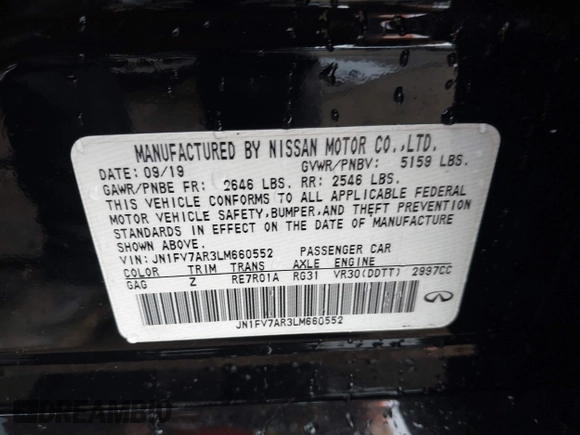 MANUFACTURED BY NISSAN MOTOR CO.,LTD.
DATE: 09/19 GVWR/PNBV: 5159 LBS.
GAWR/PNBE FR: 2646 LBS. RR: 2546 LBS.
THIS VEHICLE CONFORMS TO ALL APPLICABLE FEDERAL
MOTOR VEHICLE SAFETY, BUMPER, AND THEFT PREVENTION
STANDARDS IN EFFECT ON THE DATE OF MANUFACTURE
SHOWN ABOVE.
VIN: JN1FV7AR3LM660552 PASSENGER CAR
COLOR TRIM TRANS AXLE ENGINE
GAG Z RE7R01A RG31 VR30(DDTT) 2997CC
JN1FV7AR3LM660552
DREAMBID